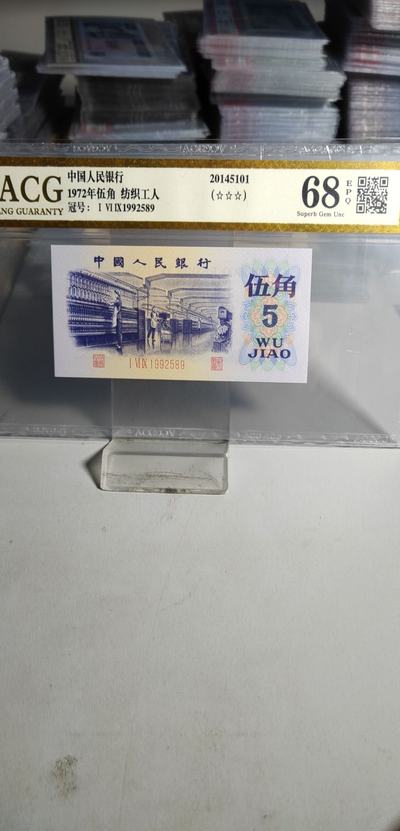 ACG
NG GUARANTY
中国人民银行
1972年伍角 纺织工人
冠号: I VI IX1992589
20145101
(☆☆☆)
68
EPQ
Superb Gem Unc
中國人民銀行
伍角
5
WU
JIAO
I VI IX 1992589